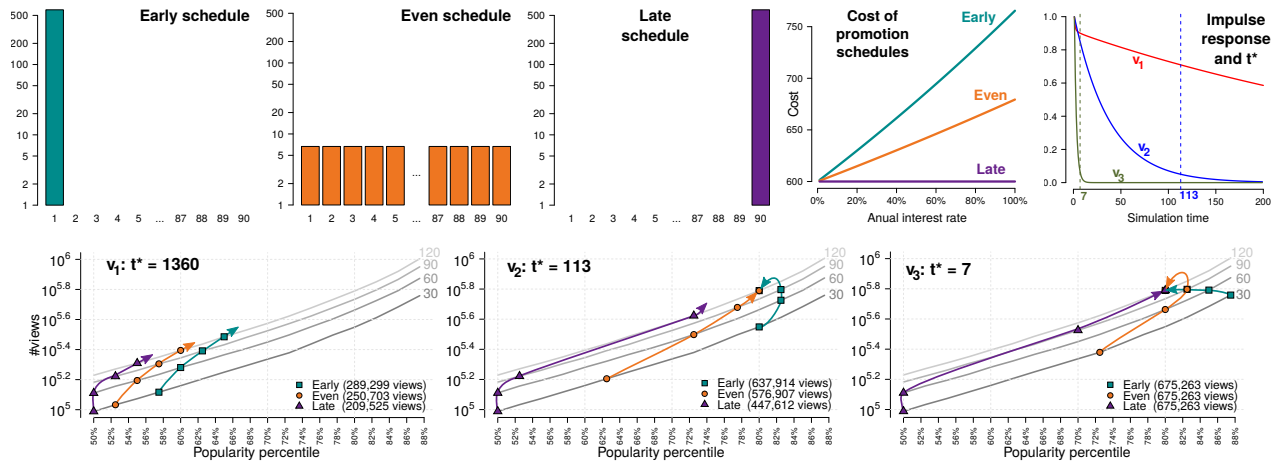 Early schedule
500
100
50
20
10
5
2
1
1 2 3 4 5 ... 87 88 89 90
Even schedule
500
100
50
20
10
5
2
1
...
1 2 3 4 5 ... 87 88 89 90
Late
schedule
500
100
50
20
10
5
2
1
1 2 3 4 5 ... 87 88 89 90
Cost of
promotion
schedules
Early
Even
Late
Cost
750
700
650
600
0% 20% 40% 60% 80% 100%
Anual interest rate
Impulse
response
and t*
v1
v2
v3
1.0
0.8
0.6
0.4
0.2
0.0
0 50 100 150 200
7
113
Simulation time
v1: t* = 1360
#views
10^6
10^5.8
10^5.6
10^5.4
10^5.2
10^5
120
90
60
30
Early (289,299 views)
Even (250,703 views)
Late (209,525 views)
50% 52% 54% 56% 58% 60% 62% 64% 66% 68% 70% 72% 74% 76% 78% 80% 82% 84% 86% 88%
Popularity percentile
v2: t* = 113
10^6
10^5.8
10^5.6
10^5.4
10^5.2
10^5
120
90
60
30
Early (637,914 views)
Even (576,907 views)
Late (447,612 views)
50% 52% 54% 56% 58% 60% 62% 64% 66% 68% 70% 72% 74% 76% 78% 80% 82% 84% 86% 88%
Popularity percentile
v3: t* = 7
10^6
10^5.8
10^5.6
10^5.4
10^5.2
10^5
120
90
60
30
Early (675,263 views)
Even (675,263 views)
Late (675,263 views)
50% 52% 54% 56% 58% 60% 62% 64% 66% 68% 70% 72% 74% 76% 78% 80% 82% 84% 86% 88%
Popularity percentile